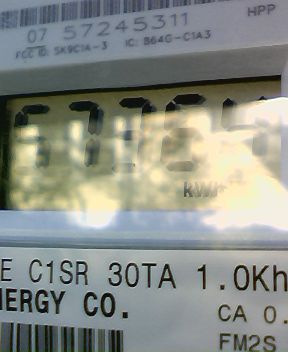 HPP
07 57245311
FCC ID: SK9C1A-3 IC: 864G-C1A3
kWh
E C1SR 30TA 1.0Kh
NERGY CO.
CA 0.
FM2S